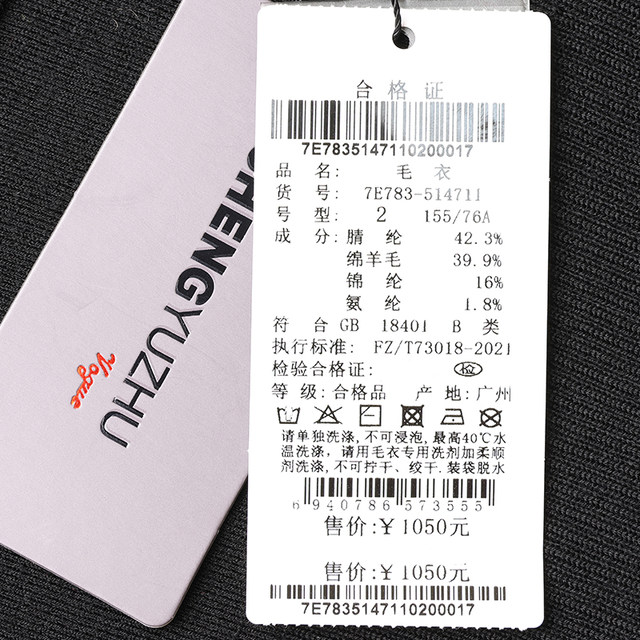 合格证
7E7835147110200017
品 名: 毛 衣
货 号: 7E783-514711
号 型: 2 155/76A
成 分: 腈 纶 42.3%
绵羊毛 39.9%
锦 纶 16%
氨 纶 1.8%
符 合 GB 18401 B 类
执行标准: FZ/T73018-2021
检验合格证:
等 级: 合格品 产 地: 广州
请单独洗涤, 不可浸泡, 最高40℃水
温洗涤, 请用毛衣专用洗剂加柔顺
剂洗涤, 不可拧干、绞干. 装袋脱水
6940786573555
售价:¥1050元
售价:¥1050元
7E7835147110200017
HENGYUZHU
Vogue